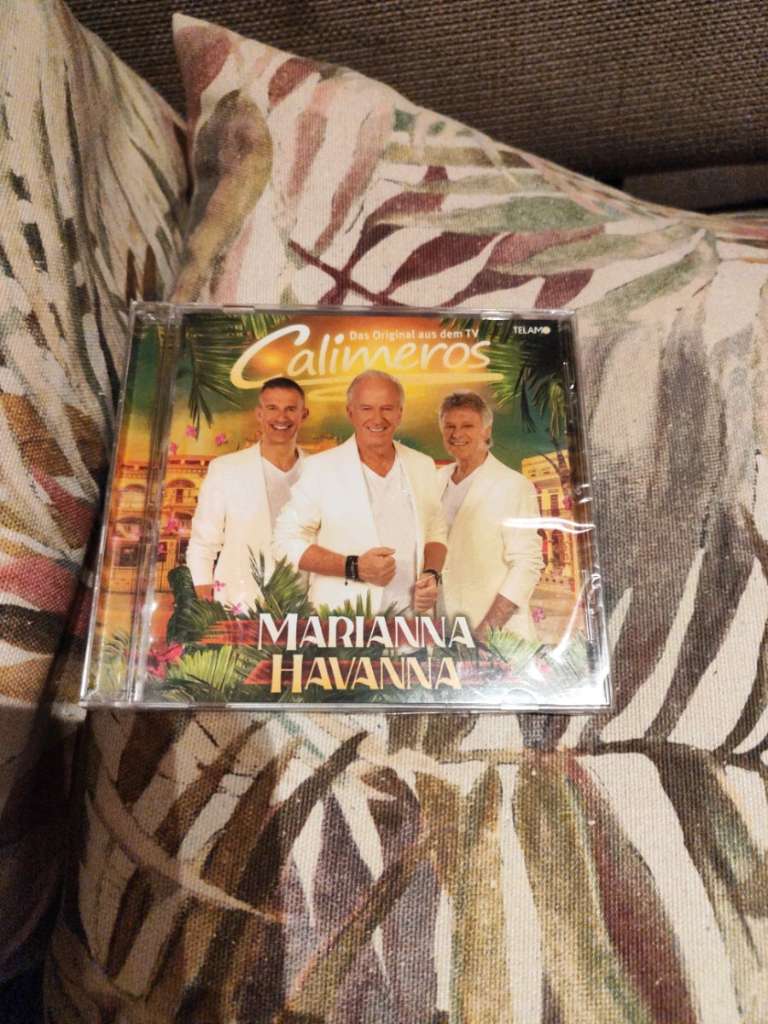 Das Original aus dem TV
TELAMO
Calimeros
MARIANNA
HAVANNA